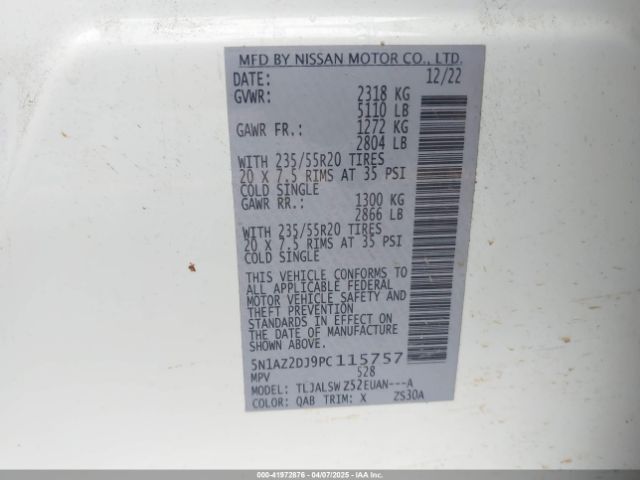 MFD BY NISSAN MOTOR CO., LTD.
DATE: 12/22
GVWR: 2318 KG
5110 LB
GAWR FR.: 1272 KG
2804 LB
WITH 235/55R20 TIRES
20 X 7.5 RIMS AT 35 PSI
COLD SINGLE
GAWR RR.: 1300 KG
2866 LB
WITH 235/55R20 TIRES
20 X 7.5 RIMS AT 35 PSI
COLD SINGLE
THIS VEHICLE CONFORMS TO
ALL APPLICABLE FEDERAL
MOTOR VEHICLE SAFETY AND
THEFT PREVENTION
STANDARDS IN EFFECT ON
THE DATE OF MANUFACTURE
SHOWN ABOVE.
5N1AZ2DJ9PC115757
MPV 528
MODEL: TLJALSW Z52EUAN---A
COLOR: QAB TRIM: X ZS30A
000-41972876 - 04/07/2025 - IAAI.COM